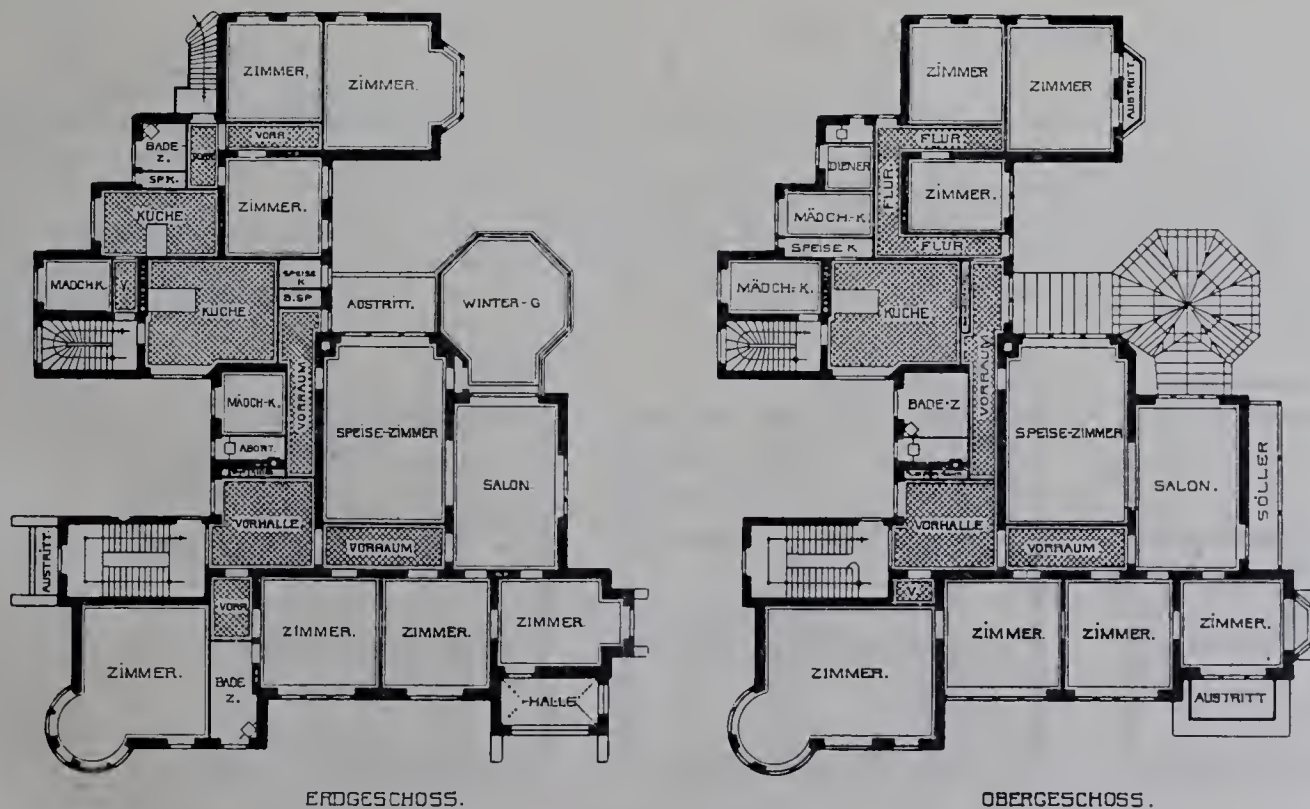 ZIMMER.
ZIMMER.
VORR.
BADE-
Z.
SP.K.
ZIMMER.
KÜCHE.
MÄDCH.K.
V.
KÜCHE.
SPEISE
K
B.SP
AUSTRITT.
WINTER-G
VORRAUM
MÄDCH-K.
ABORT.
SPEISE-ZIMMER
SALON.
VORHALLE.
VORRAUM.
AUSTRITT.
VORR.
ZIMMER.
ZIMMER.
ZIMMER.
ZIMMER.
BADE
Z.
HALLE
ERDGESCHOSS.
ZIMMER
ZIMMER
AUSTRITT.
FLUR.
DIENER
FLUR.
ZIMMER.
MÄDCH-K.
SPEISE K
FLUR
MÄDCH-K.
KÜCHE.
VORRAUM
BADE-Z
SPEISE-ZIMMER
SALON.
SÖLLER
VORHALLE
VORRAUM.
V.
ZIMMER.
ZIMMER.
ZIMMER.
ZIMMER.
AUSTRITT
OBERGESCHOSS.